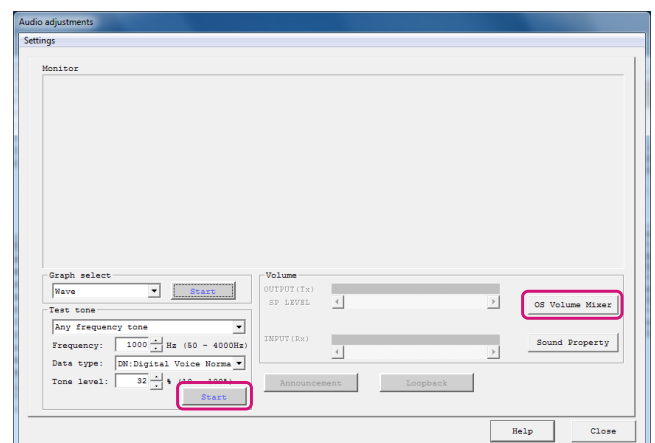 Audio adjustments
Settings
Monitor
Graph select
Wave
Start
Test tone
Any frequency tone
Frequency: 1000 Hz (50 - 4000Hz)
Data type: DN:Digital Voice Norma
Tone level: 32 % (10 - 100%)
Start
Volume
OUTPUT(Tx)
SP LEVEL
INPUT(Rx)
OS Volume Mixer
Sound Property
Announcement
Loopback
Help
Close